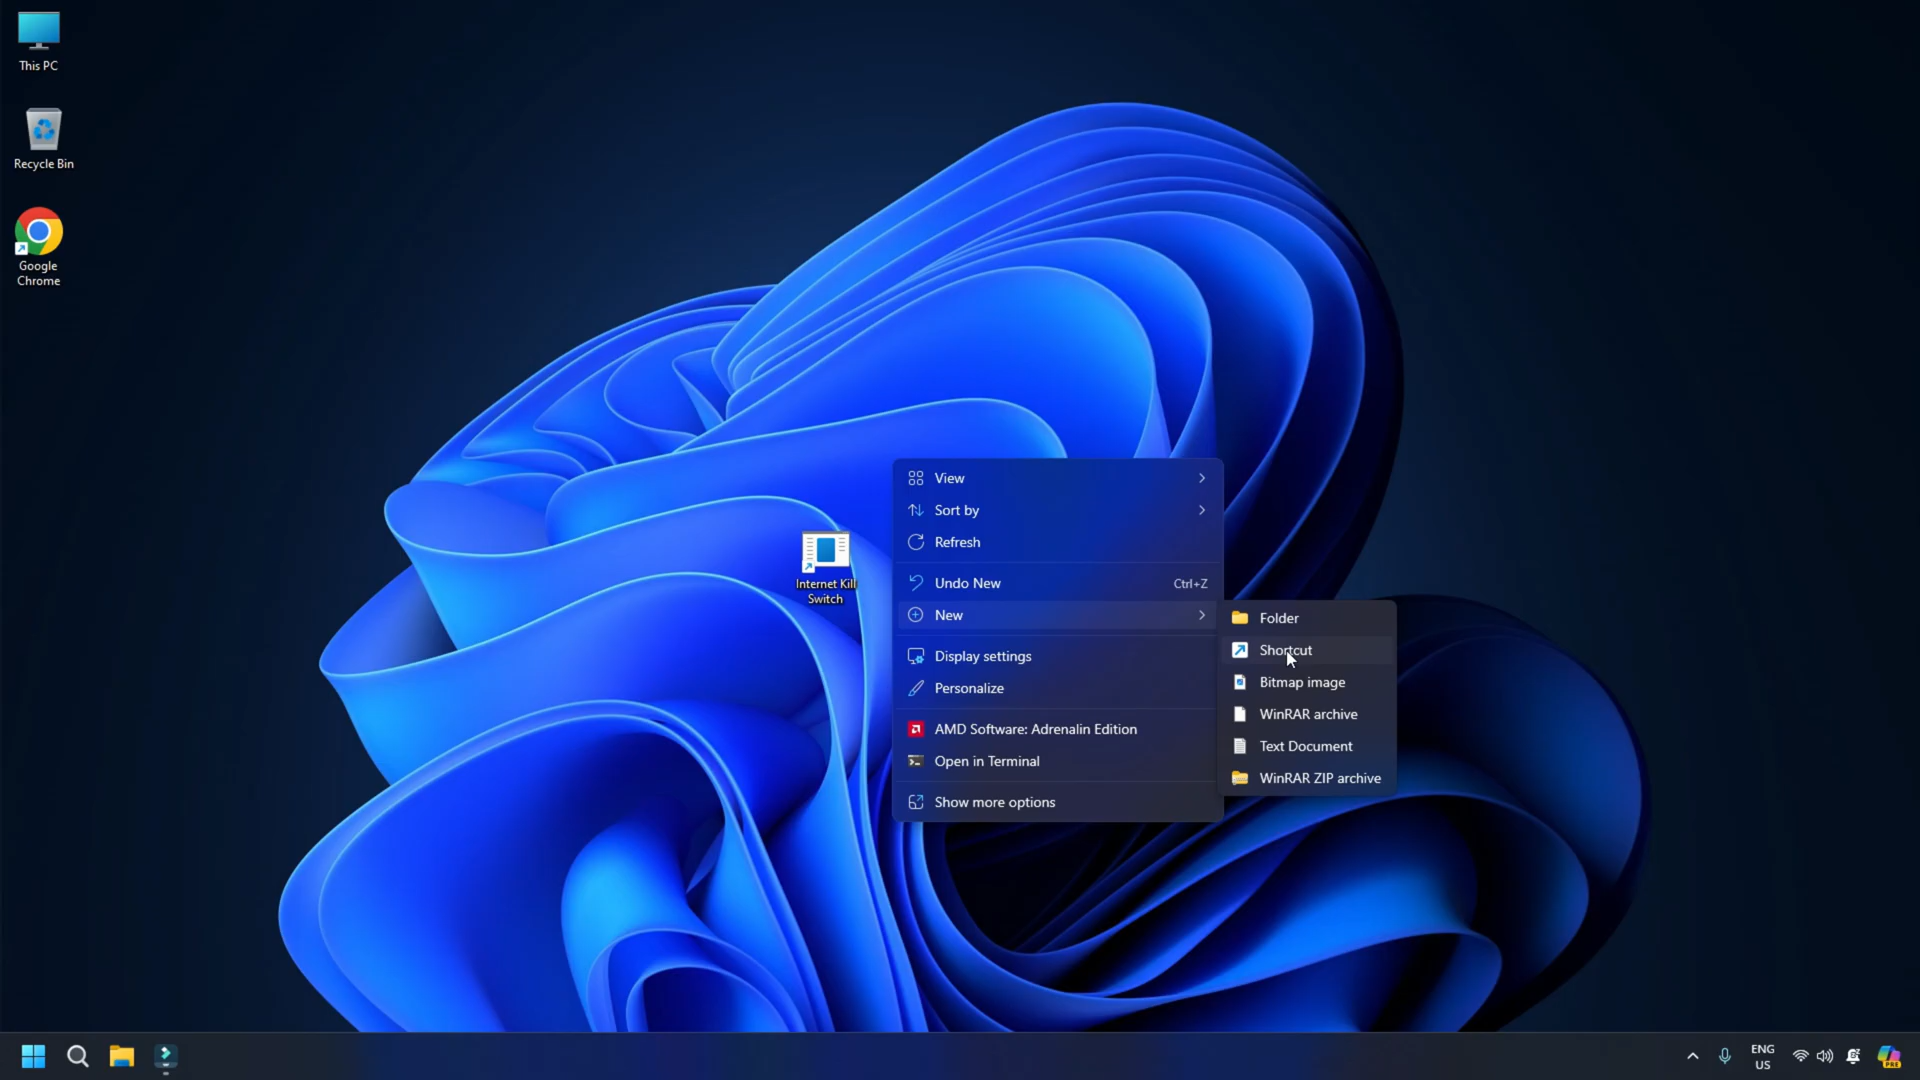 This PC
Recycle Bin
Google
Chrome
Internet Kill
Switch
View
Sort by
Refresh
Undo New Ctrl+Z
New
Display settings
Personalize
AMD Software: Adrenalin Edition
Open in Terminal
Show more options
Folder
Shortcut
Bitmap image
WinRAR archive
Text Document
WinRAR ZIP archive
ENG
US
PRE